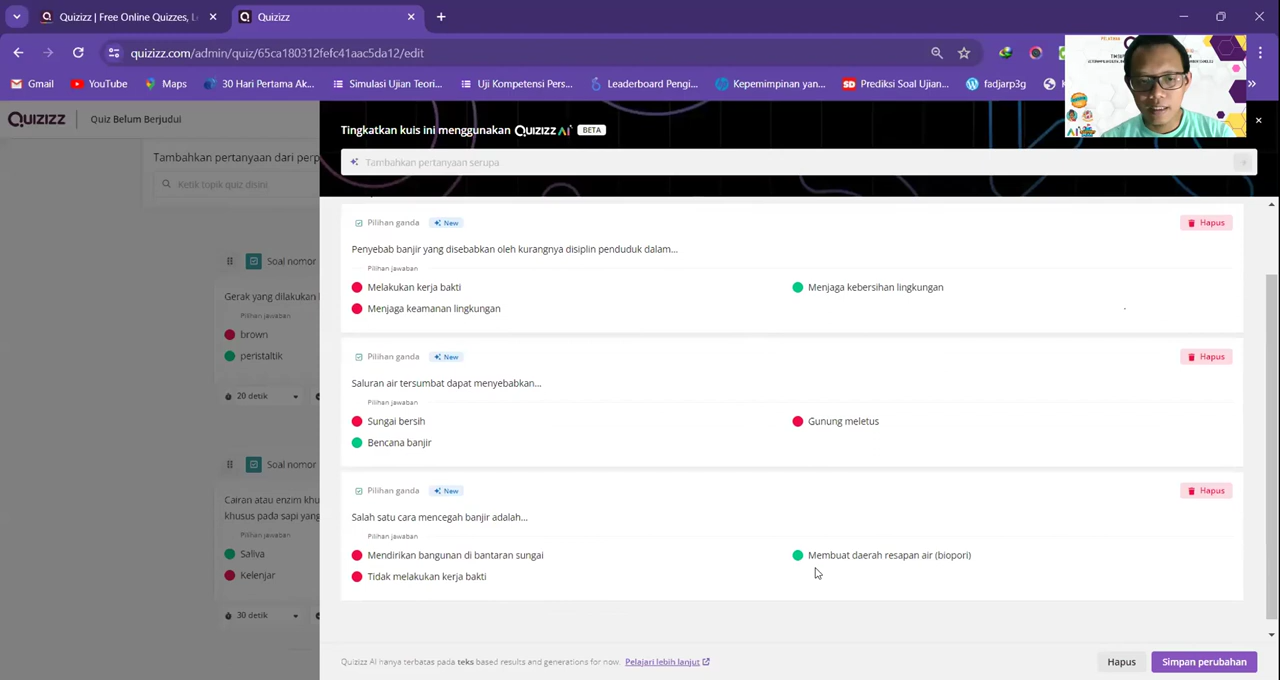 Quizizz | Free Online Quizzes, Le
Quizizz
quizizz.com/admin/quiz/65ca180312fefc41aac5da12/edit
Gmail
YouTube
Maps
30 Hari Pertama Ak...
Simulasi Ujian Teori...
Uji Kompetensi Pers...
Leaderboard Pengi...
Kepemimpinan yan...
Prediksi Soal Ujian...
fadjarp3g
QUIZIZZ
Quiz Belum Berjudul
Tambahkan pertanyaan dari perp
Ketik topik quiz disini
Soal nomor
Gerak yang dilakukan
Pilihan jawaban
brown
peristaltik
20 detik
Soal nomor
Cairan atau enzim khu
khusus pada sapi yang
Pilihan jawaban
Saliva
Kelenjar
30 detik
Tingkatkan kuis ini menggunakan QUIZIZZ AI BETA
Tambahkan pertanyaan serupa
Pilihan ganda New Hapus
Penyebab banjir yang disebabkan oleh kurangnya disiplin penduduk dalam...
Pilihan jawaban
Melakukan kerja bakti
Menjaga kebersihan lingkungan
Menjaga keamanan lingkungan
Pilihan ganda New Hapus
Saluran air tersumbat dapat menyebabkan...
Pilihan jawaban
Sungai bersih
Gunung meletus
Bencana banjir
Pilihan ganda New Hapus
Salah satu cara mencegah banjir adalah...
Pilihan jawaban
Mendirikan bangunan di bantaran sungai
Membuat daerah resapan air (biopori)
Tidak melakukan kerja bakti
Quizizz AI hanya terbatas pada teks based results and generations for now. Pelajari lebih lanjut
Hapus
Simpan perubahan